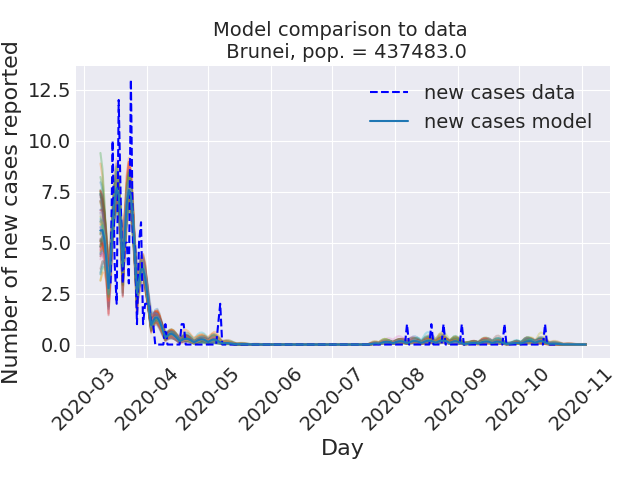 Model comparison to data
Brunei, pop. = 437483.0
Number of new cases reported
12.5
10.0
7.5
5.0
2.5
0.0
new cases data
new cases model
2020-03
2020-04
2020-05
2020-06
2020-07
2020-08
2020-09
2020-10
2020-11
Day